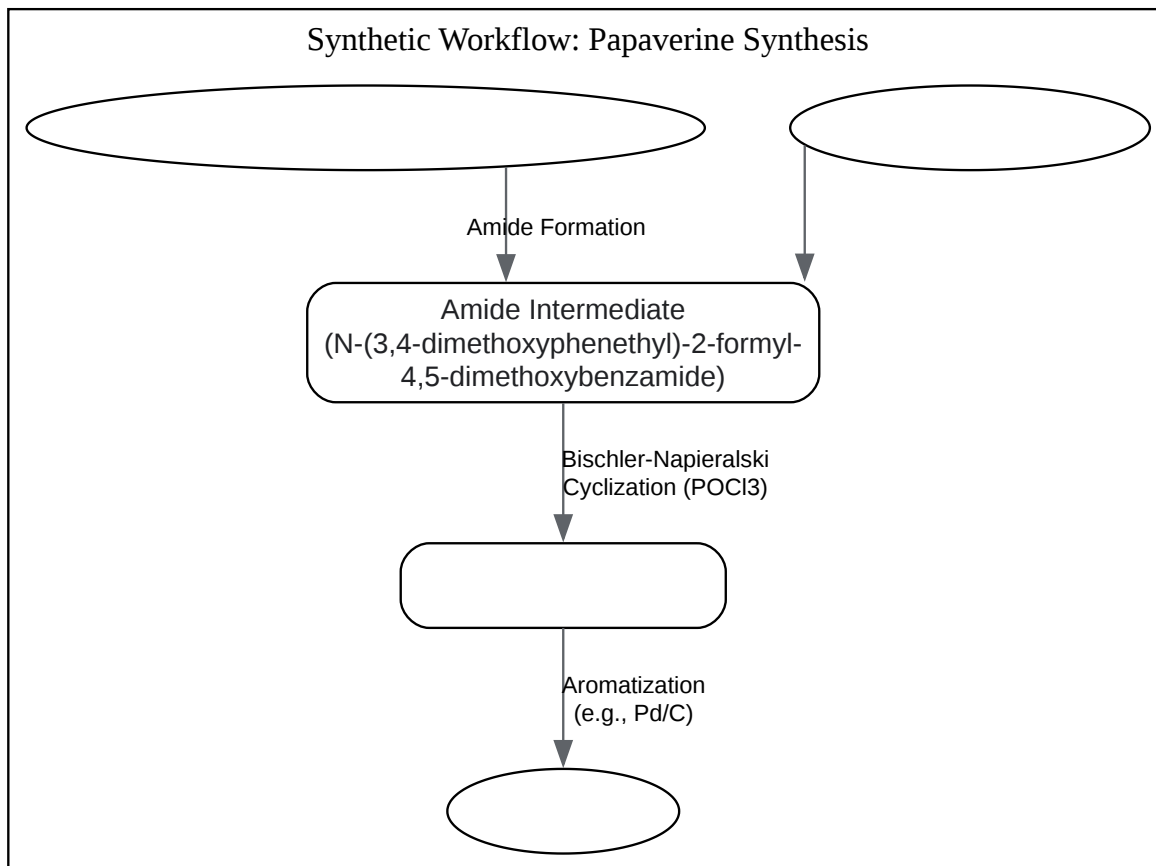 Synthetic Workflow: Papaverine Synthesis
Amide Formation
Amide Intermediate
(N-(3,4-dimethoxyphenethyl)-2-formyl-
4,5-dimethoxybenzamide)
Bischler-Napieralski
Cyclization (POCl3)
Aromatization
(e.g., Pd/C)